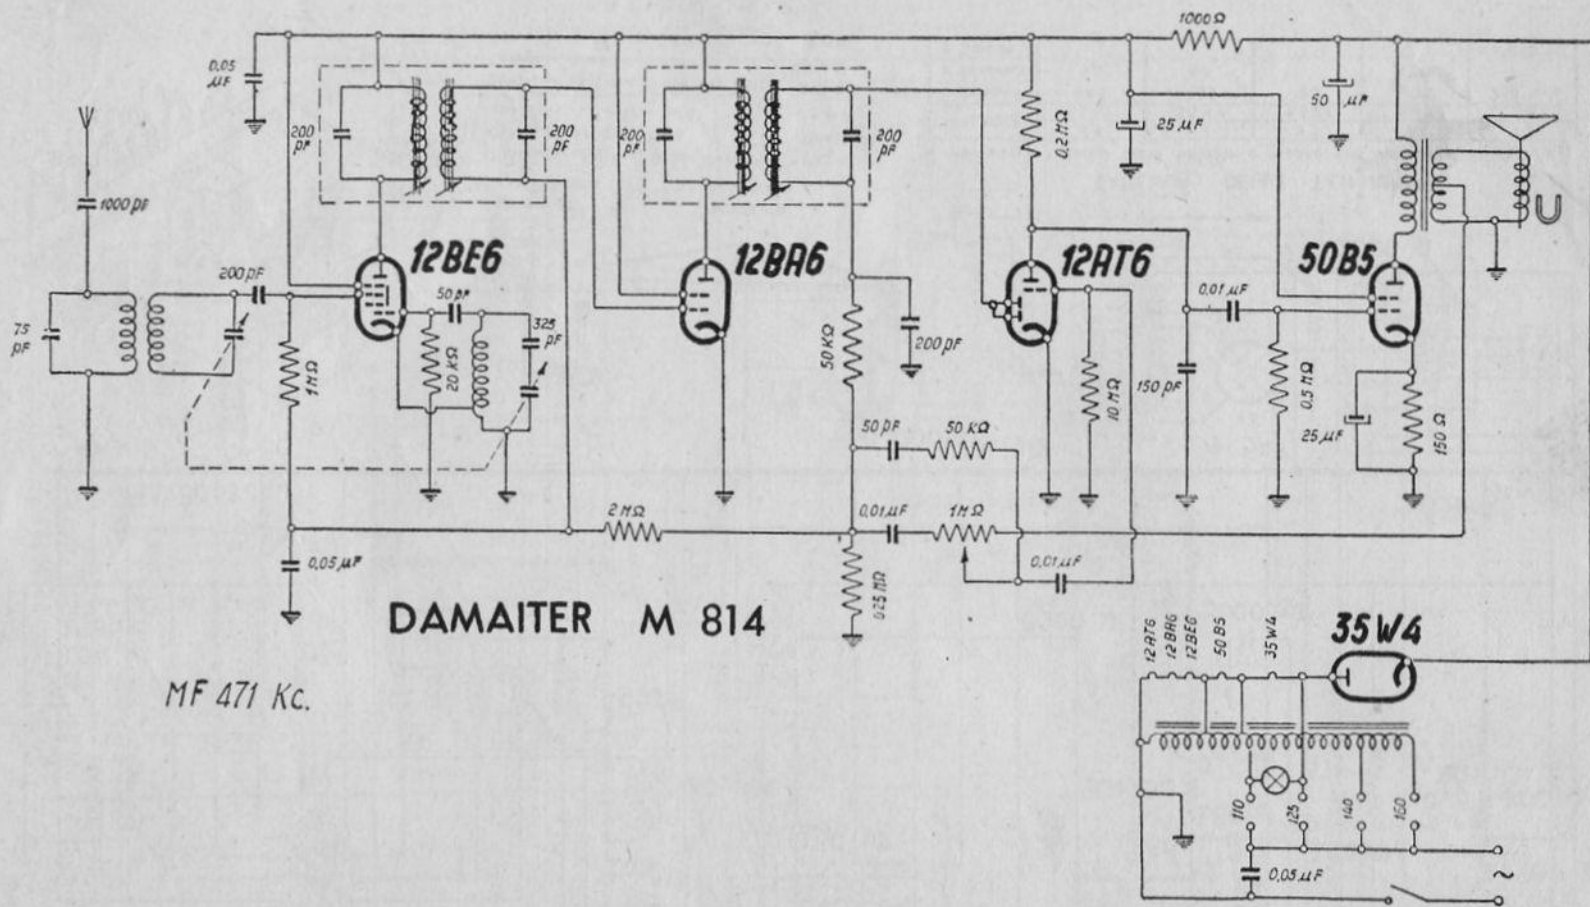 1000 Ω
0,05 µF
200 pF
200 pF
200 pF
200 pF
0,2 MΩ
25 µF
50 µF
1000 pF
12BE6
12BA6
12AT6
50B5
200 pF
50 pF
325 pF
75 pF
1 MΩ
20 KΩ
50 KΩ
200 pF
10 MΩ
150 pF
0,01 µF
0,5 MΩ
25 µF
150 Ω
50 pF
50 KΩ
2 MΩ
0,01 µF
1 MΩ
0,05 µF
0,01 µF
0,25 MΩ
DAMAITER M 814
MF 471 Kc.
35W4
12AT6
12BA6
12BE6
50B5
35W4
110
125
140
160
0,05 µF
~